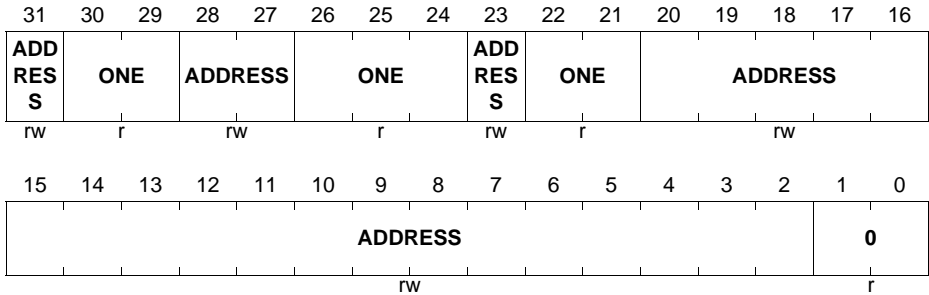 31 30 29 28 27 26 25 24 23 22 21 20 19 18 17 16
ADD RES S ONE ADDRESS ONE ADD RES S ONE ADDRESS
rw r rw r rw r rw
15 14 13 12 11 10 9 8 7 6 5 4 3 2 1 0
ADDRESS 0
rw r